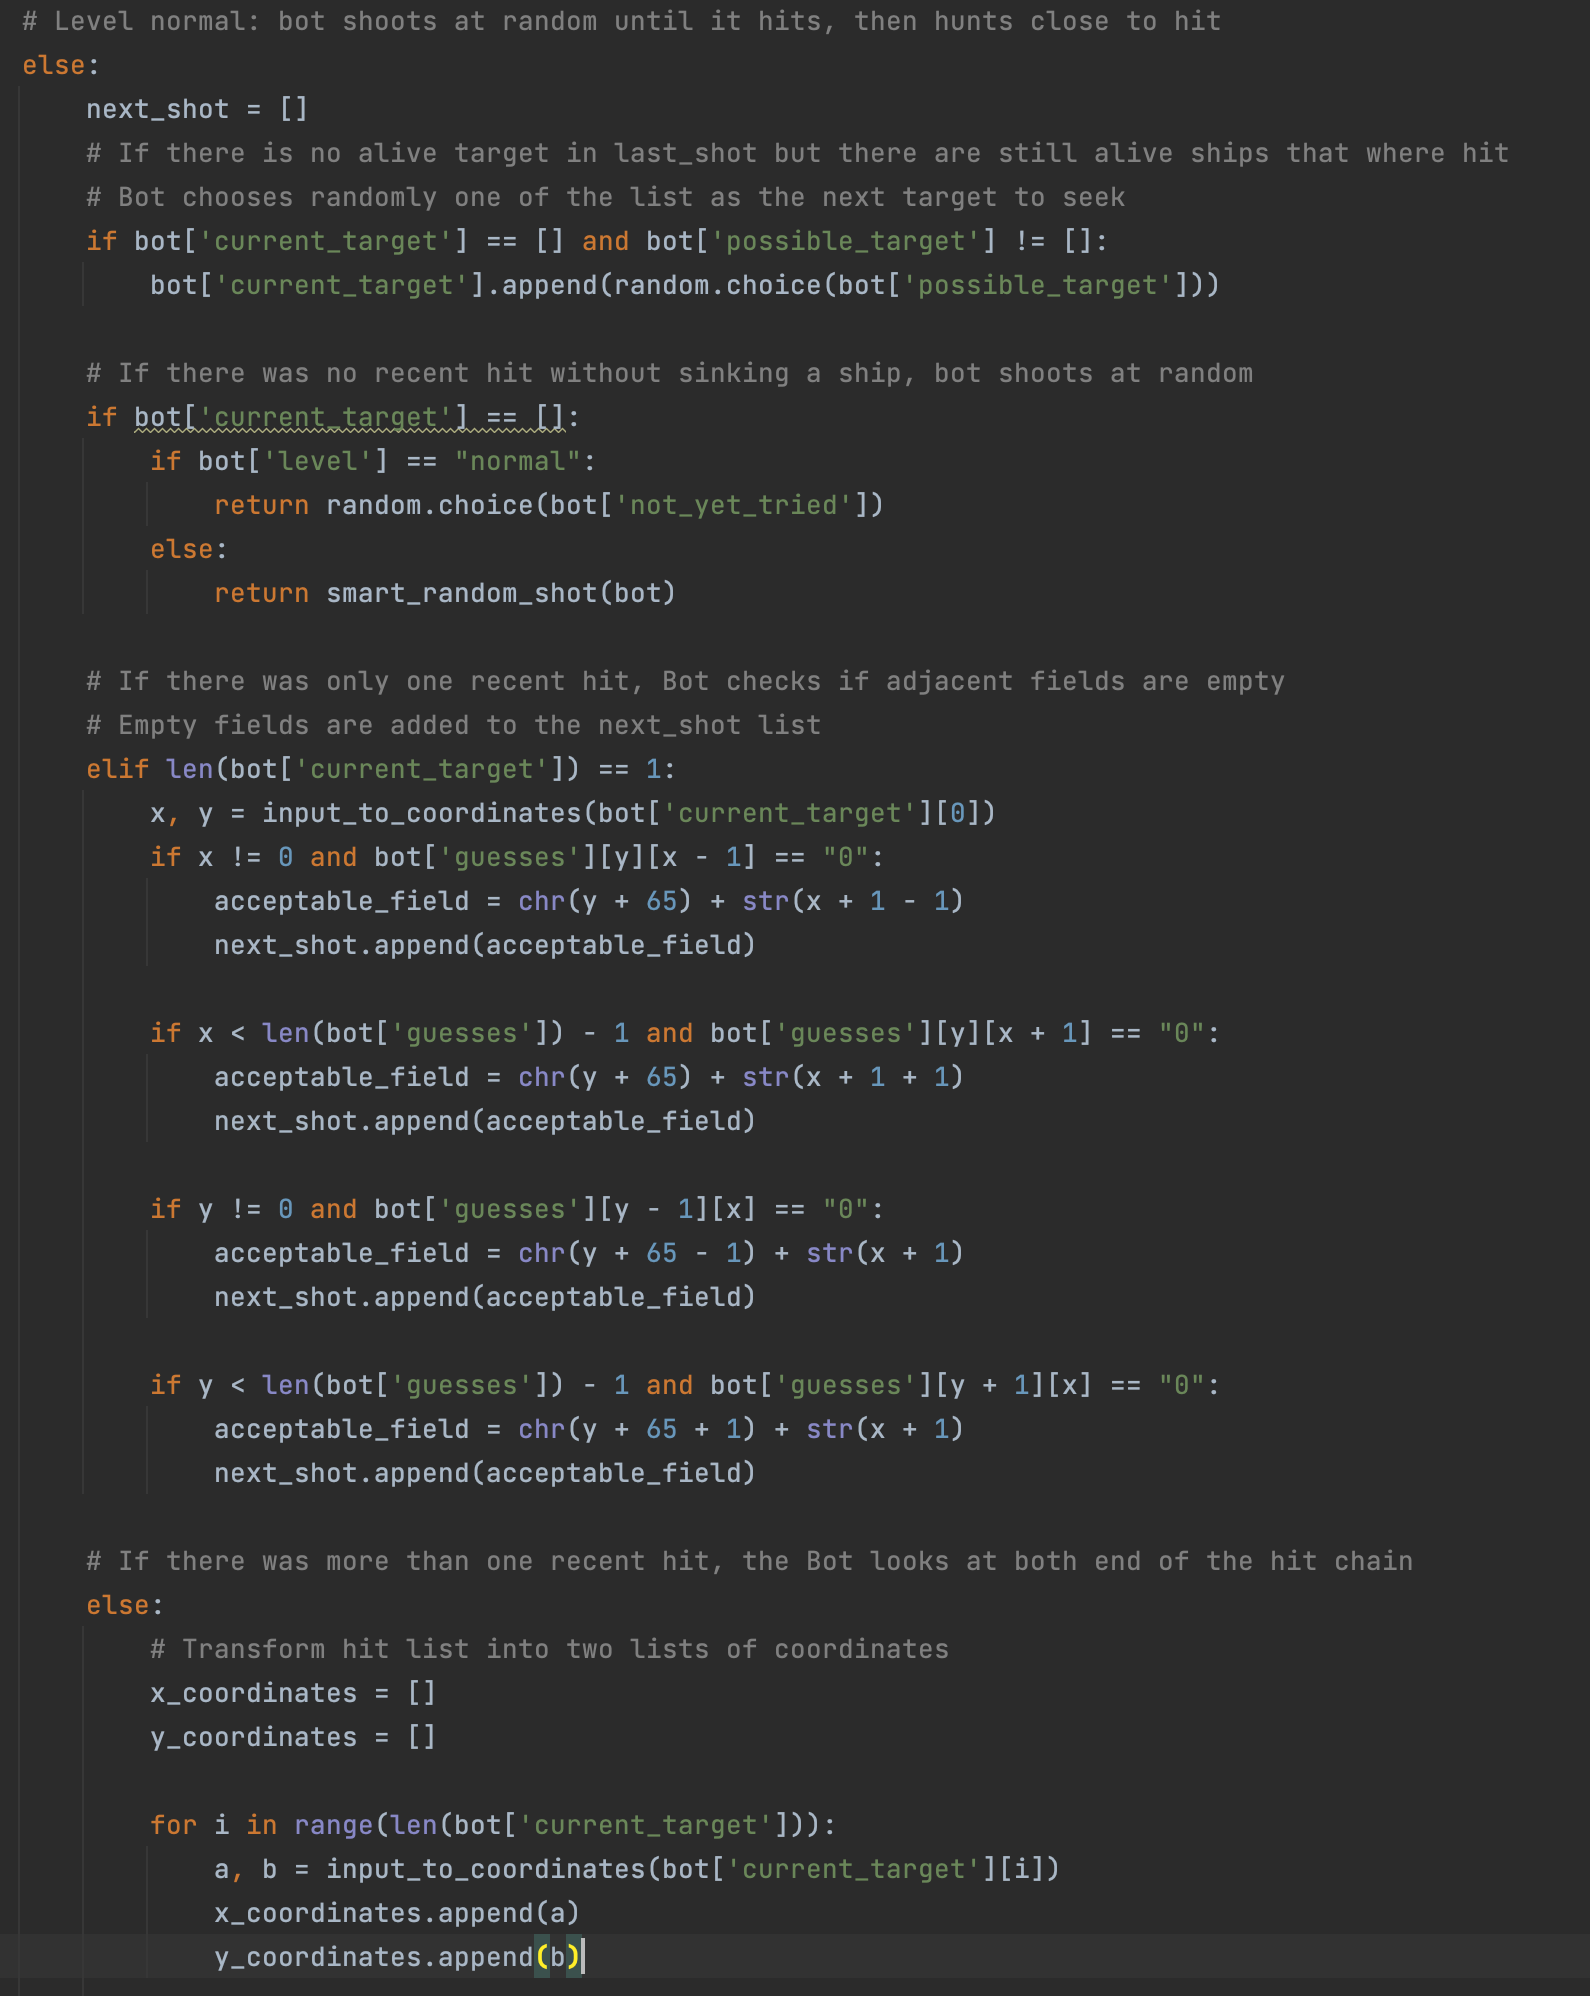 # Level normal: bot shoots at random until it hits, then hunts close to hit
else:
    next_shot = []
    # If there is no alive target in last_shot but there are still alive ships that where hit
    # Bot chooses randomly one of the list as the next target to seek
    if bot['current_target'] == [] and bot['possible_target'] != []:
        bot['current_target'].append(random.choice(bot['possible_target']))

    # If there was no recent hit without sinking a ship, bot shoots at random
    if bot['current_target'] == []:
        if bot['level'] == "normal":
            return random.choice(bot['not_yet_tried'])
        else:
            return smart_random_shot(bot)

    # If there was only one recent hit, Bot checks if adjacent fields are empty
    # Empty fields are added to the next_shot list
    elif len(bot['current_target']) == 1:
        x, y = input_to_coordinates(bot['current_target'][0])
        if x != 0 and bot['guesses'][y][x - 1] == "0":
            acceptable_field = chr(y + 65) + str(x + 1 - 1)
            next_shot.append(acceptable_field)

        if x < len(bot['guesses']) - 1 and bot['guesses'][y][x + 1] == "0":
            acceptable_field = chr(y + 65) + str(x + 1 + 1)
            next_shot.append(acceptable_field)

        if y != 0 and bot['guesses'][y - 1][x] == "0":
            acceptable_field = chr(y + 65 - 1) + str(x + 1)
            next_shot.append(acceptable_field)

        if y < len(bot['guesses']) - 1 and bot['guesses'][y + 1][x] == "0":
            acceptable_field = chr(y + 65 + 1) + str(x + 1)
            next_shot.append(acceptable_field)

    # If there was more than one recent hit, the Bot looks at both end of the hit chain
    else:
        # Transform hit list into two lists of coordinates
        x_coordinates = []
        y_coordinates = []

        for i in range(len(bot['current_target'])):
            a, b = input_to_coordinates(bot['current_target'][i])
            x_coordinates.append(a)
            y_coordinates.append(b)